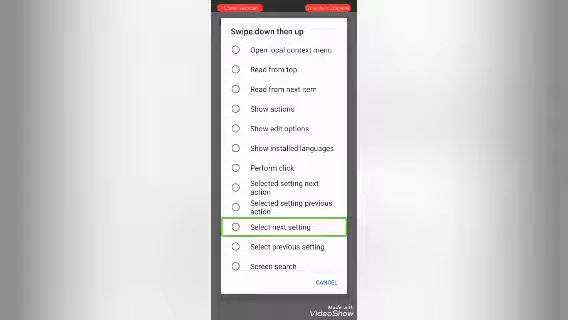 Swipe down then up
Open local context menu
Read from top
Read from next item
Show actions
Show edit options
Show installed languages
Perform click
Selected setting next
action
Selected setting previous
action
Select next setting
Select previous setting
Screen search
CANCEL
Made with
VideoShow